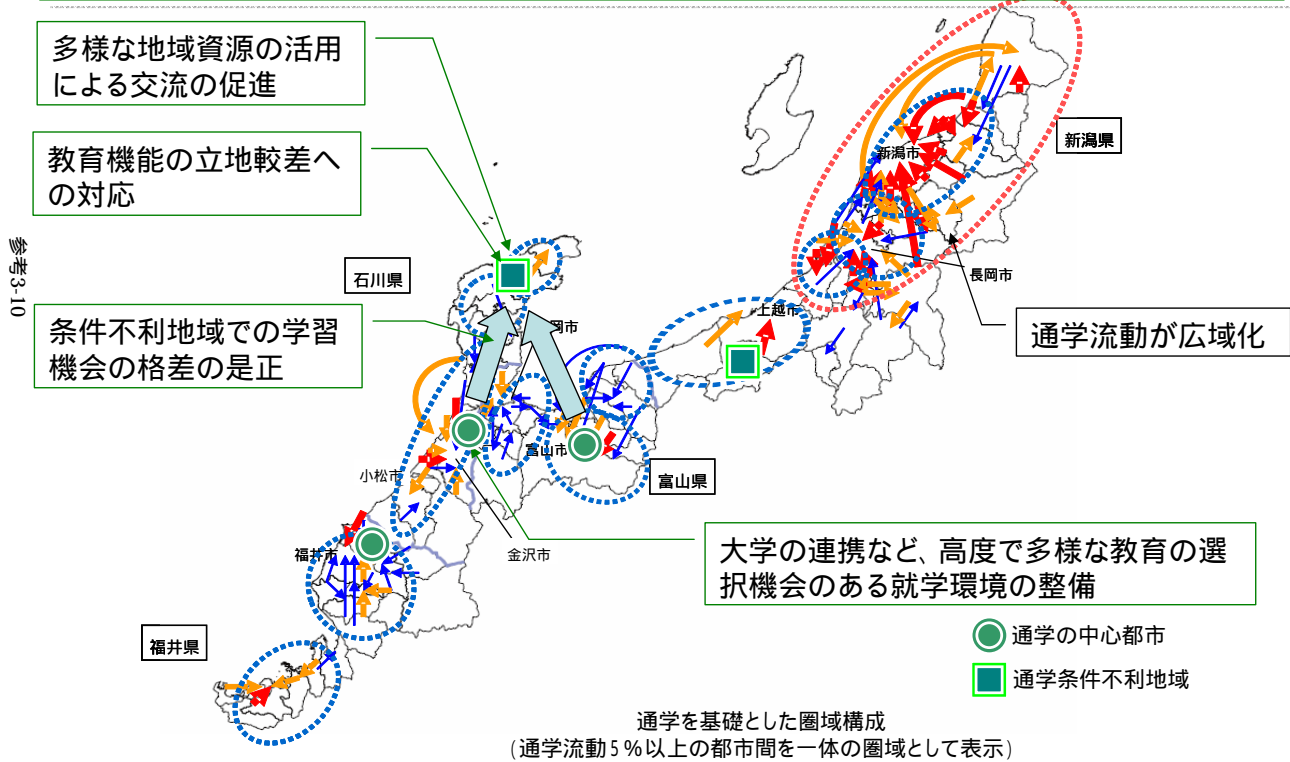 多様な地域資源の活用
による交流の促進
教育機能の立地較差へ
の対応
条件不利地域での学習
機会の格差の是正
参考3-10
石川県
新潟県
新潟市
長岡市
上越市
通学流動が広域化
岡市
富山市
富山県
小松市
金沢市
福井市
福井県
大学の連携など、高度で多様な教育の選
択機会のある就学環境の整備
通学の中心都市
通学条件不利地域
通学を基礎とした圏域構成
(通学流動5%以上の都市間を一体の圏域として表示)